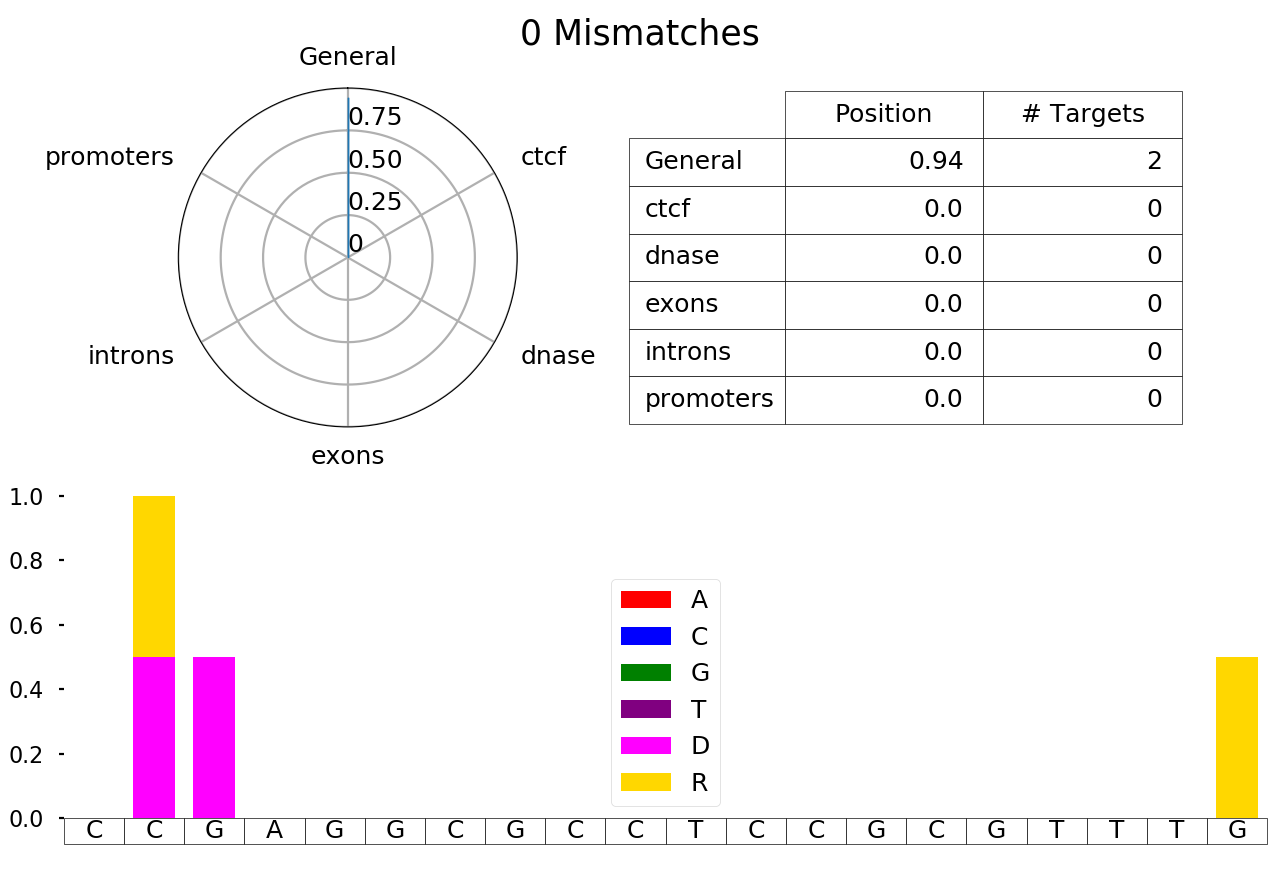 0 Mismatches
General
promoters
ctcf
introns
dnase
exons
0.75
0.50
0.25
0
Position # Targets
General 0.94 2
ctcf 0.0 0
dnase 0.0 0
exons 0.0 0
introns 0.0 0
promoters 0.0 0
1.0
0.8
0.6
0.4
0.2
0.0
A
C
G
T
D
R
C C G A G G C G C C T C C G C G T T T G